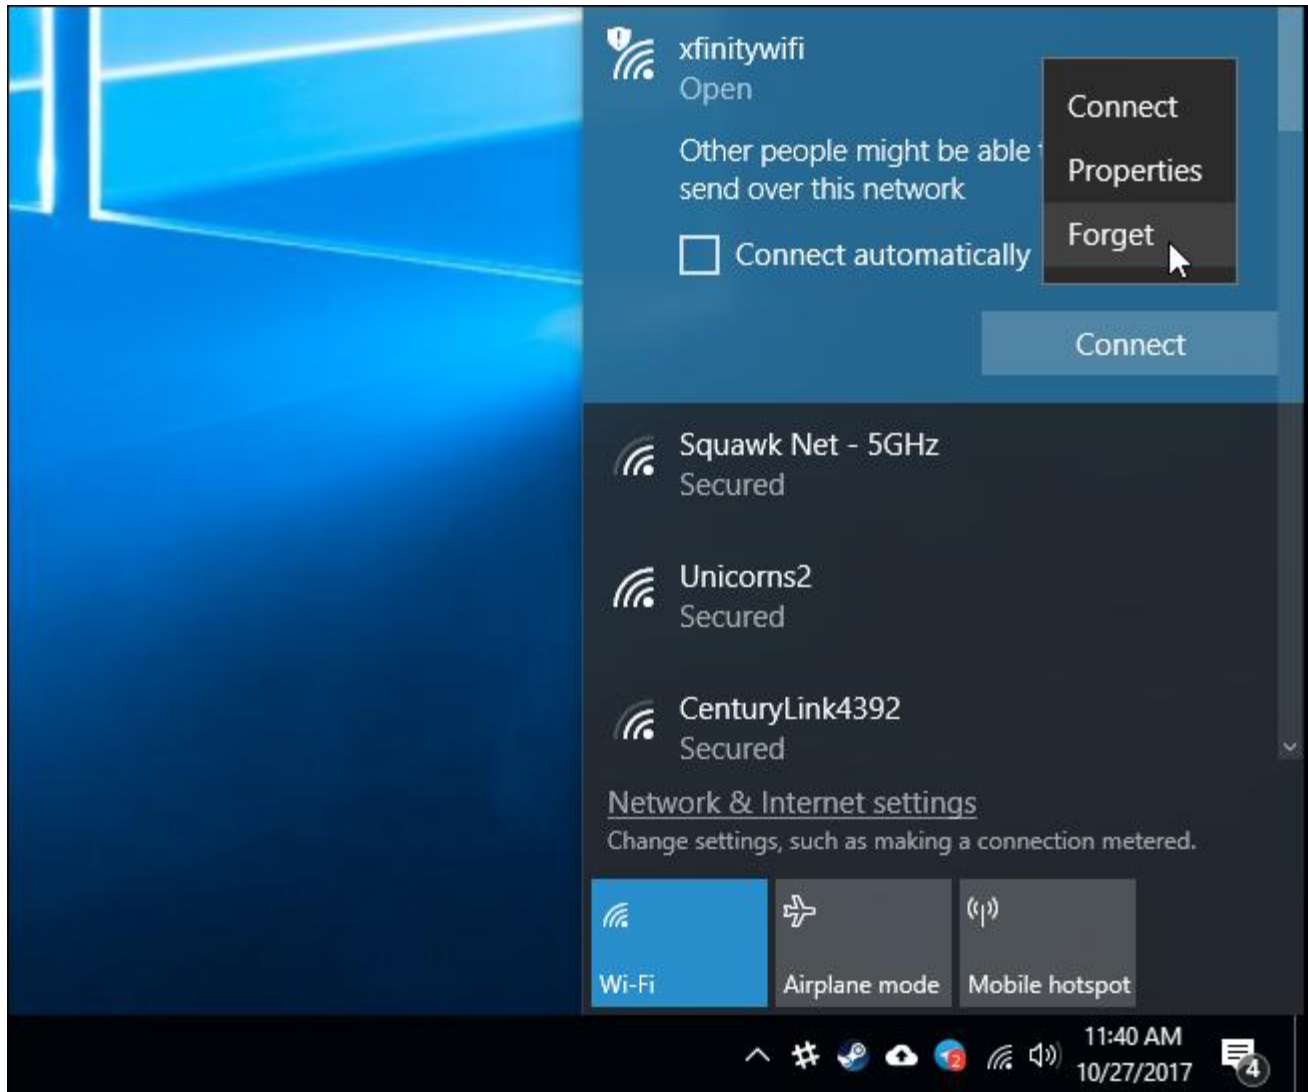 xfinitywifi
Open
Other people might be able
send over this network
Connect automatically
Connect
Properties
Forget
Connect
Squawk Net - 5GHz
Secured
Unicorns2
Secured
CenturyLink4392
Secured
Network & Internet settings
Change settings, such as making a connection metered.
Wi-Fi
Airplane mode
Mobile hotspot
2
11:40 AM
10/27/2017
4